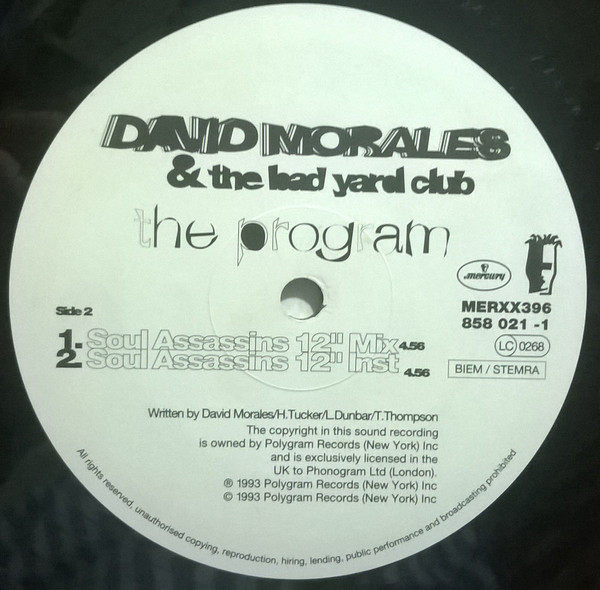 DAVID MORALES
& the bad yard club
the program
mercury
Side 2
MERXX396
858 021 -1
LC 0268
BIEM / STEMRA
1. Soul Assassins 12" Mix 4.56
2. Soul Assassins 12" Inst 4.56
Written by David Morales/H.Tucker/L.Dunbar/T.Thompson
The copyright in this sound recording
is owned by Polygram Records (New York) Inc
and is exclusively licensed in the
UK to Phonogram Ltd (London).
℗ 1993 Polygram Records (New York) Inc
© 1993 Polygram Records (New York) Inc
All rights reserved, unauthorised copying, reproduction, hiring, lending, public performance and broadcasting prohibited